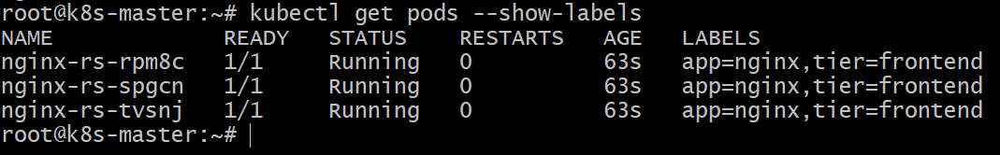 root@k8s-master:~# kubectl get pods --show-labels
NAME             READY   STATUS    RESTARTS   AGE   LABELS
nginx-rs-rpm8c   1/1     Running   0          63s   app=nginx,tier=frontend
nginx-rs-spgcn   1/1     Running   0          63s   app=nginx,tier=frontend
nginx-rs-tvsnj   1/1     Running   0          63s   app=nginx,tier=frontend
root@k8s-master:~#